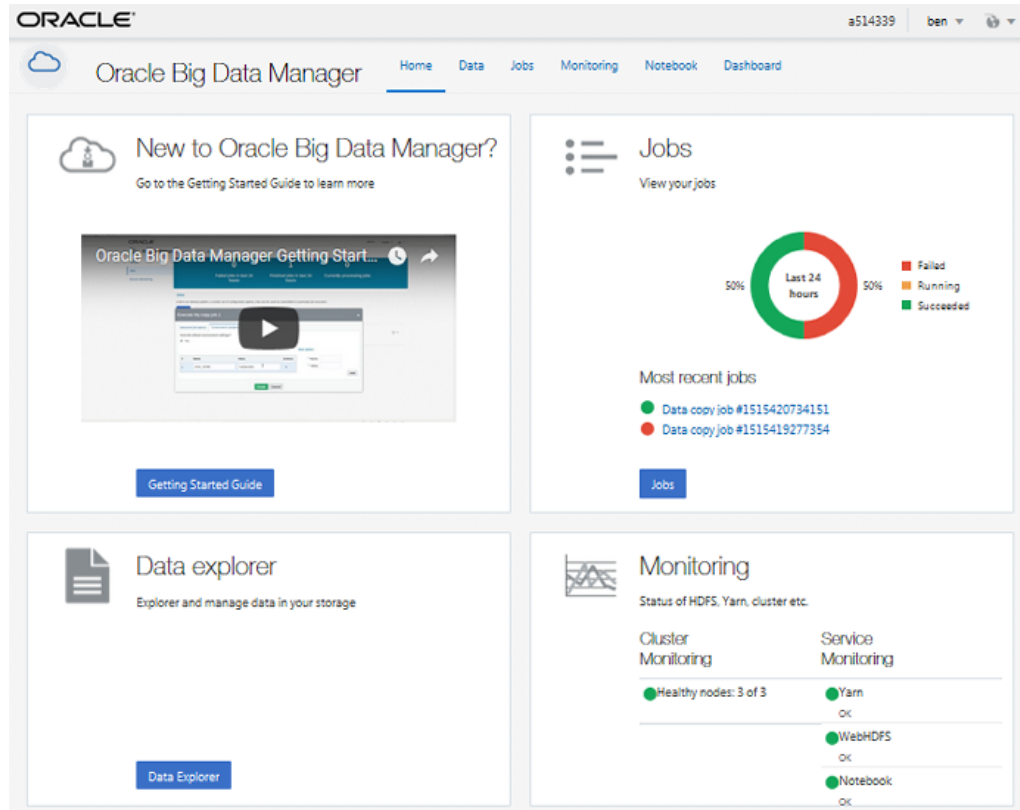 ORACLE
a514339 ben
Oracle Big Data Manager Home Data Jobs Monitoring Notebook Dashboard
New to Oracle Big Data Manager?
Go to the Getting Started Guide to learn more
Oracle Big Data Manager Getting Start...
Getting Started Guide
Jobs
View your jobs
50%
Last 24
hours
50%
Failed
Running
Succeeded
Most recent jobs
Data copy job #1515420734151
Data copy job #1515419277354
Jobs
Data explorer
Explorer and manage data in your storage
Data Explorer
Monitoring
Status of HDFS, Yarn, cluster etc.
Cluster
Monitoring
Healthy nodes: 3 of 3
Service
Monitoring
Yarn
OK
WebHDFS
OK
Notebook
OK